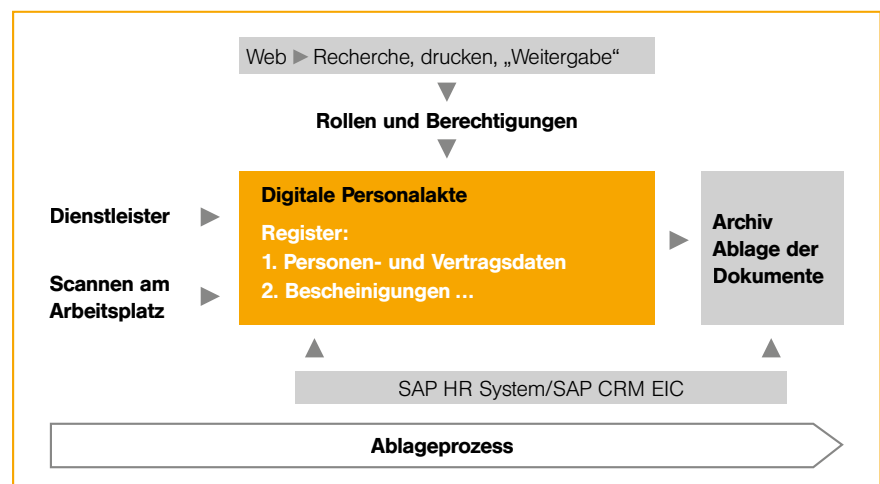 Web ▶ Recherche, drucken, „Weitergabe“
Rollen und Berechtigungen
Dienstleister
Scannen am
Arbeitsplatz
Digitale Personalakte
Register:
1. Personen- und Vertragsdaten
2. Bescheinigungen ...
Archiv
Ablage der
Dokumente
SAP HR System/SAP CRM EIC
Ablageprozess